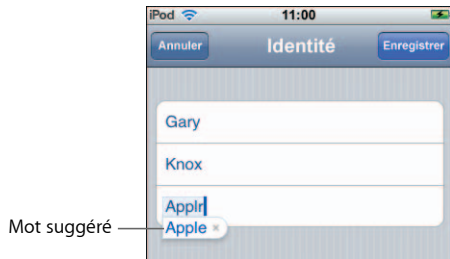 iPod 11:00
Annuler Identité Enregistrer
Gary
Knox
Applr
Mot suggéré Apple ×